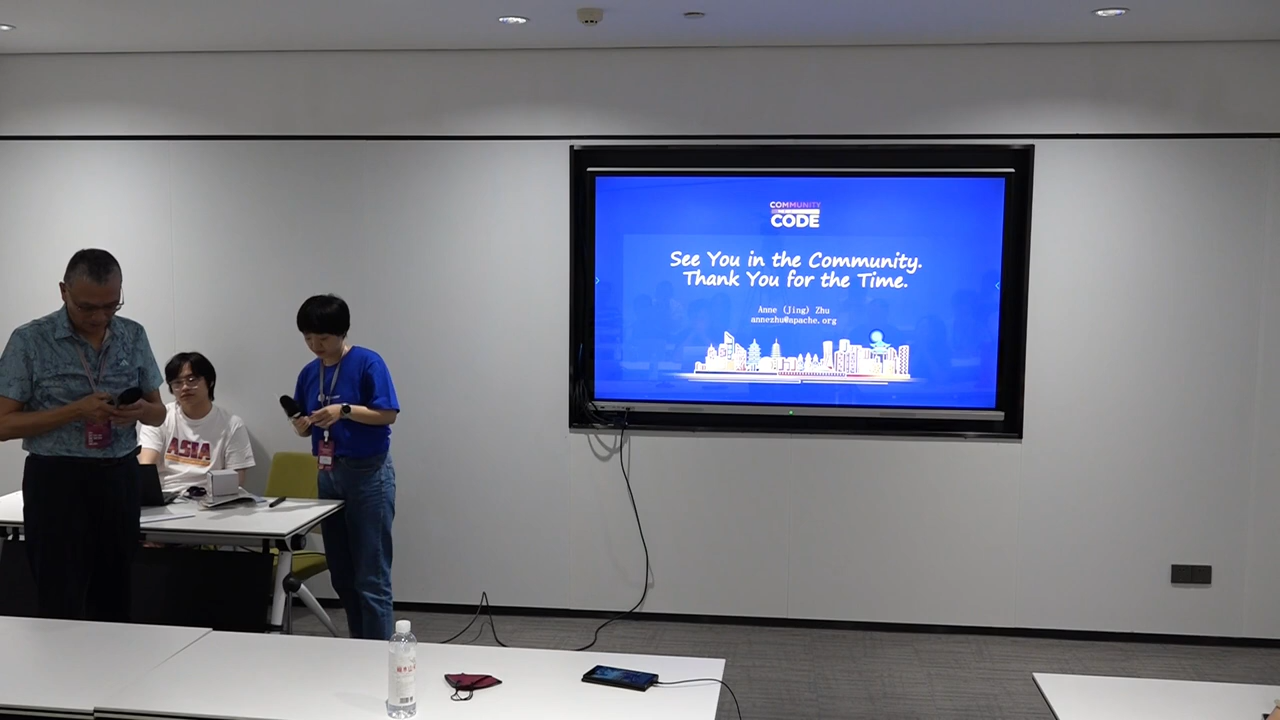 COMMUNITY
CODE
See You in the Community.
Thank You for the Time.
Anne (Jing) Zhu
annezhu@apache.org
ASIA